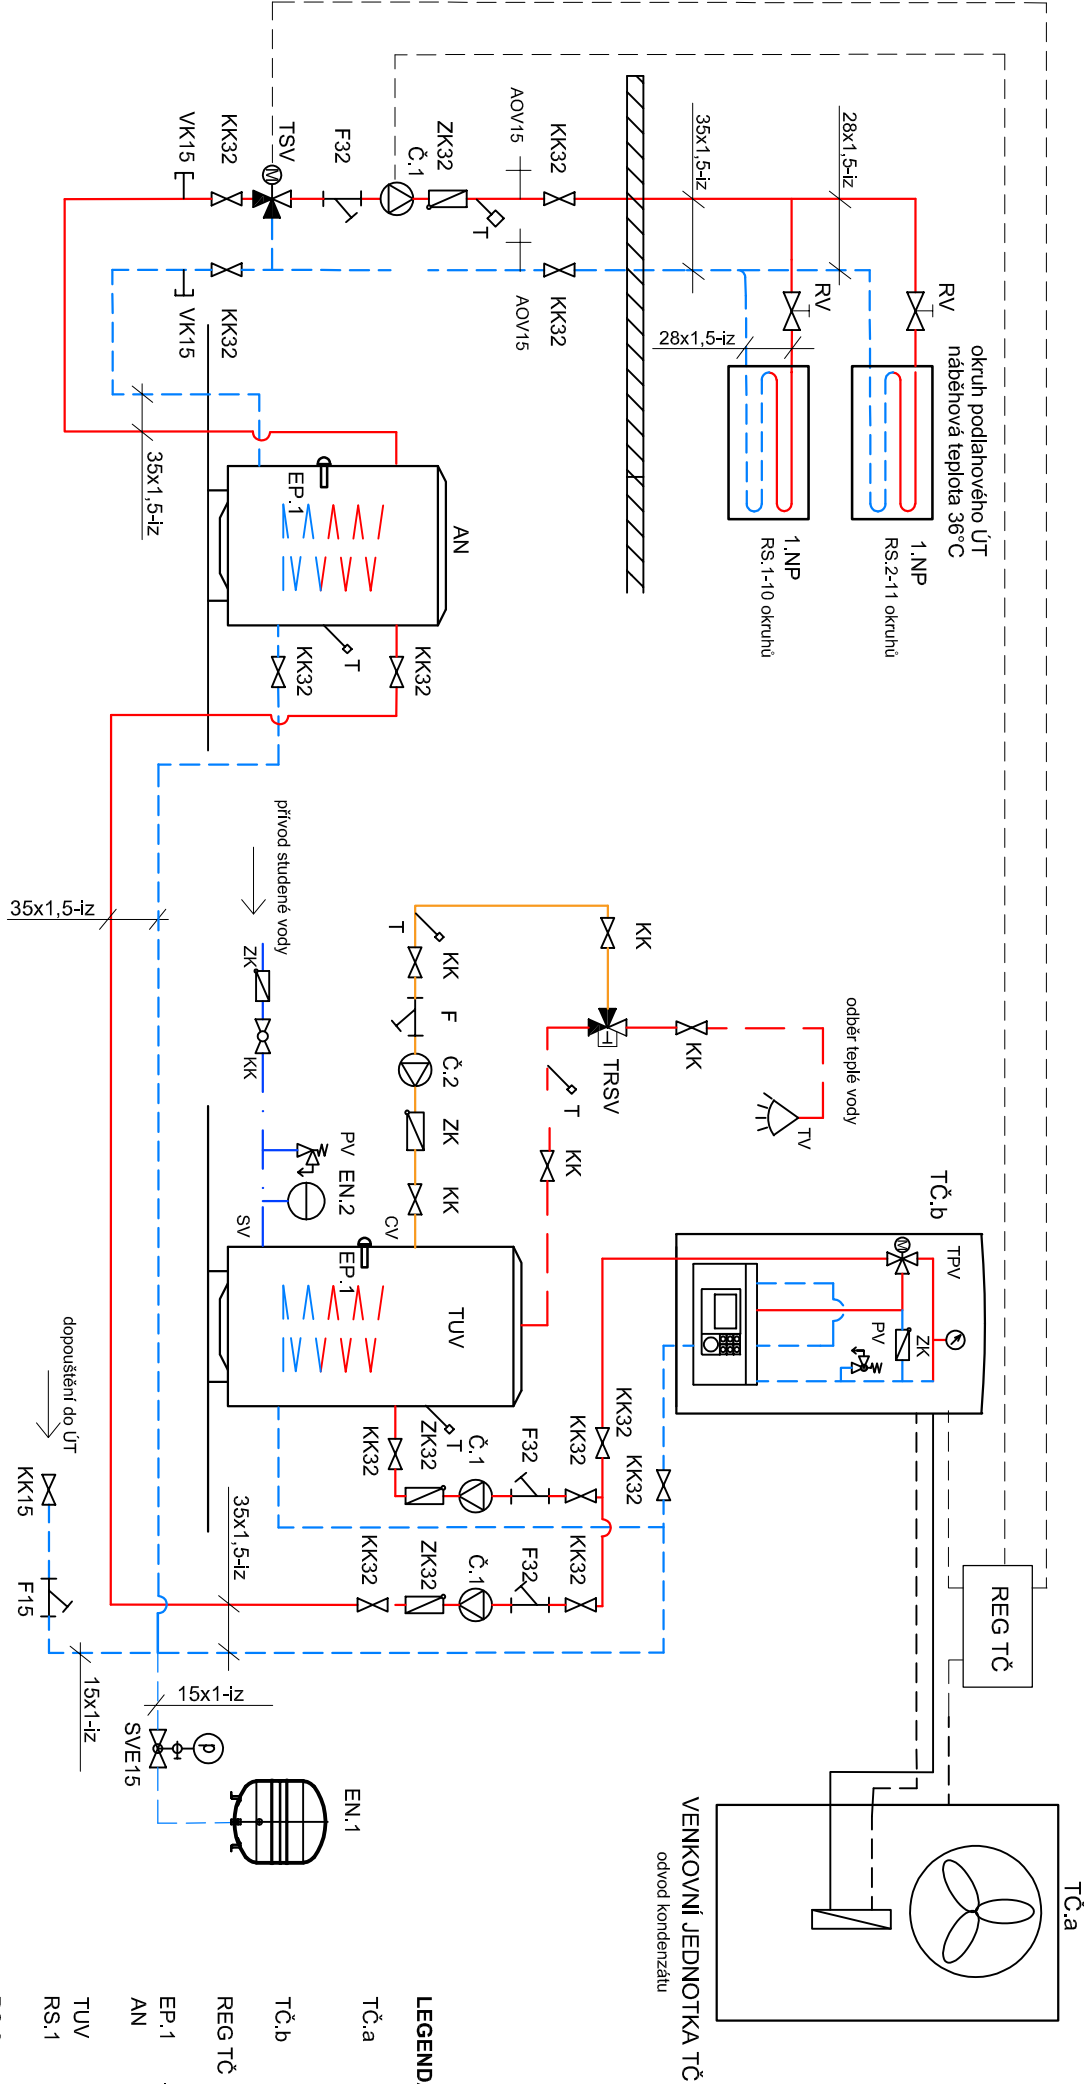 TČ.a
VENKOVNÍ JEDNOTKA TČ
odvod kondenzátu
REG TČ
TČ.b
TPV
M
ZK
PV
28x1,5-iz
35x1,5-iz
RV
RV
28x1,5-iz
okruh podlahového ÚT
náběhová teplota 36°C
1.NP
RS.2-11 okruhů
1.NP
RS.1-10 okruhů
VK15
KK32
TSV
M
F32
Č.1
ZK32
T
AOV15
KK32
VK15
KK32
AOV15
KK32
35x1,5-iz
AN
EP.1
T
KK32
KK32
35x1,5-iz
přívod studené vody
ZK
KK
PV
EN.2
SV
T
KK
F
Č.2
ZK
KK
CV
KK
TRSV
T
KK
KK
odběr teplé vody
TV
TUV
EP.1
T
KK32
ZK32
Č.1
F32
KK32
KK32
KK32
KK32
ZK32
Č.1
F32
KK32
35x1,5-iz
dopouštění do ÚT
KK15
F15
15x1-iz
15x1-iz
SVE15
p
EN.1
LEGENDA
TČ.a
TČ.b
REG TČ
EP.1
AN
TUV
RS.1